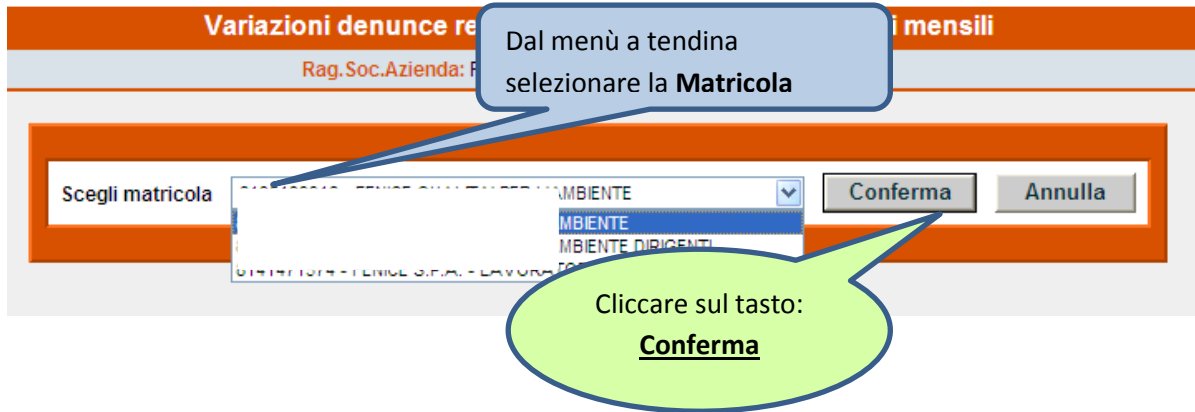 Variazioni denunce re
i mensili
Rag.Soc.Azienda:
Dal menù a tendina
selezionare la Matricola
Scegli matricola
AMBIENTE
Conferma
Annulla
MBIENTE
MBIENTE DIRIGENTI
Cliccare sul tasto:
Conferma